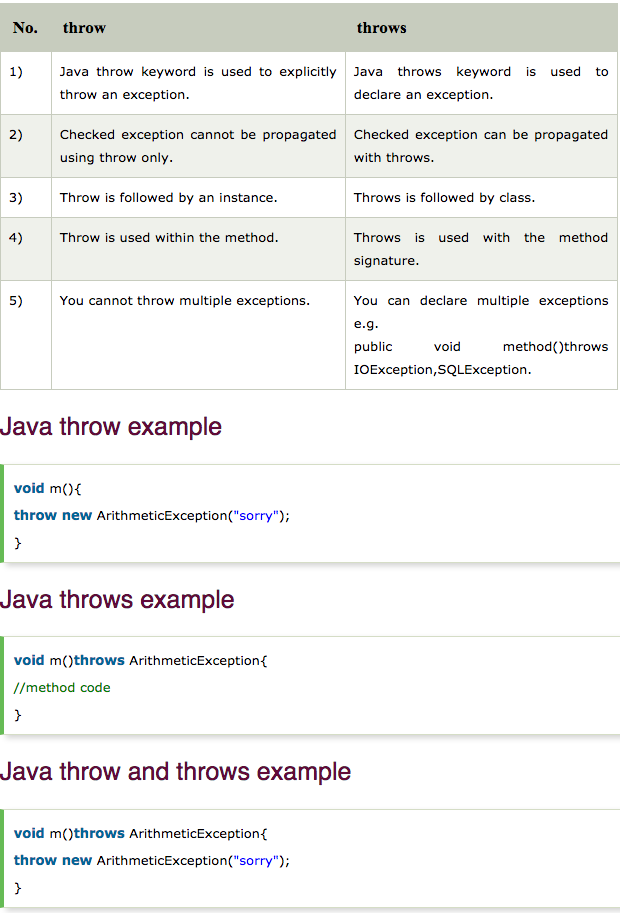 No. throw throws
1) Java throw keyword is used to explicitly Java throws keyword is used to
throw an exception. declare an exception.
2) Checked exception cannot be propagated Checked exception can be propagated
using throw only. with throws.
3) Throw is followed by an instance. Throws is followed by class.
4) Throw is used within the method. Throws is used with the method
signature.
5) You cannot throw multiple exceptions. You can declare multiple exceptions
e.g.
public void method()throws
IOException,SQLException.
Java throw example
void m(){
throw new ArithmeticException("sorry");
}
Java throws example
void m()throws ArithmeticException{
//method code
}
Java throw and throws example
void m()throws ArithmeticException{
throw new ArithmeticException("sorry");
}